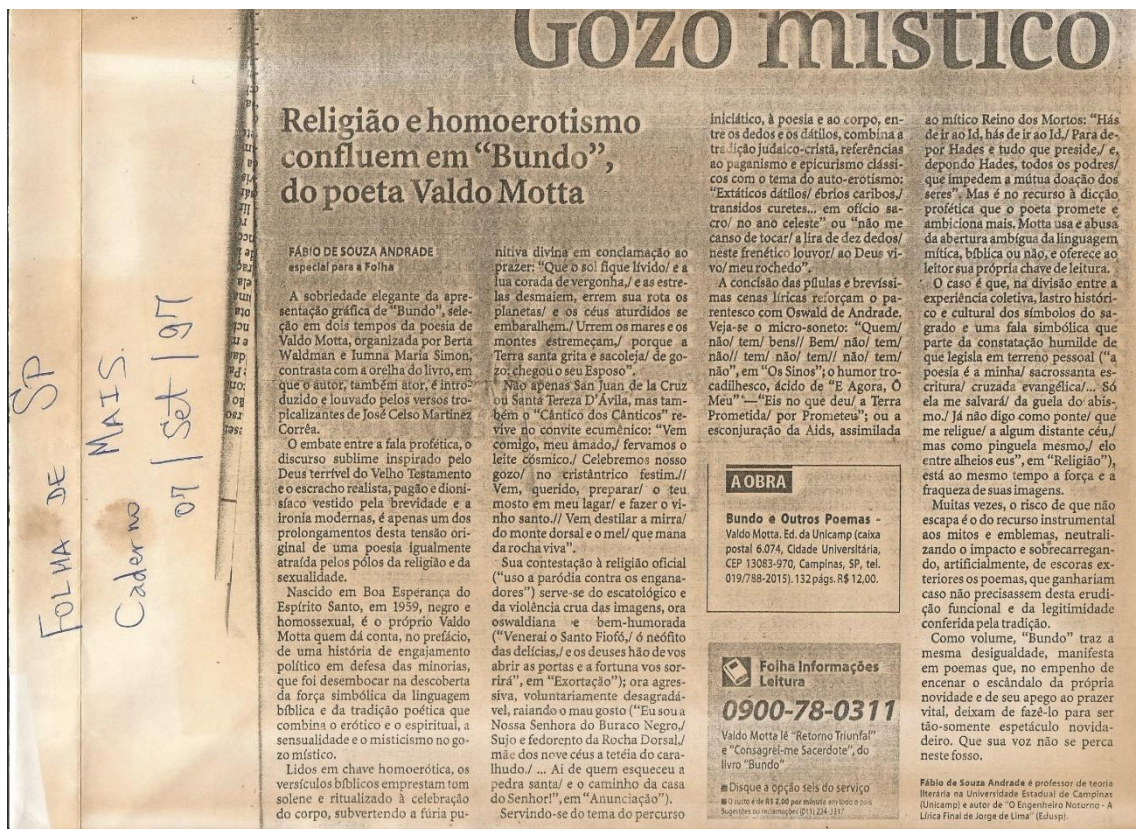 FOLHA DE SP
Caderno MAIS.
07 / Set / 97
Gozo místico
Religião e homoerotismo
confluem em “Bundo”,
do poeta Valdo Motta
FÁBIO DE SOUZA ANDRADE
especial para a Folha
A sobriedade elegante da apre-
sentação gráfica de “Bundo”, sele-
ção em dois tempos da poesia de
Valdo Motta, organizada por Berta
Waldman e Iumna Maria Simon,
contrasta com a orelha do livro, em
que o autor, também ator, é intro-
duzido e louvado pelos versos tro-
picalizantes de José Celso Martinez
Corrêa.
O embate entre a fala profética, o
discurso sublime inspirado pelo
Deus terrível do Velho Testamento
e o escracho realista, pagão e dioni-
síaco vestido pela brevidade e a
ironia modernas, é apenas um dos
prolongamentos desta tensão ori-
ginal de uma poesia igualmente
atraída pelos pólos da religião e da
sexualidade.
Nascido em Boa Esperança do
Espírito Santo, em 1959, negro e
homossexual, é o próprio Valdo
Motta quem dá conta, no prefácio,
de uma história de engajamento
político em defesa das minorias,
que foi desembocar na descoberta
da força simbólica da linguagem
bíblica e da tradição poética que
combina o erótico e o espiritual, a
sensualidade e o misticismo no go-
zo místico.
Lidos em chave homoerótica, os
versículos bíblicos emprestam tom
solene e ritualizado à celebração
do corpo, subvertendo a fúria pu-
nitiva divina em conclamação ao
prazer: “Que o sol fique lívido/ e a
lua corada de vergonha,/ e as estre-
las desmaiem, errem sua rota os
planetas/ e os céus aturdidos se
embaralhem./ Urrem os mares e os
montes estremeçam,/ porque a
Terra santa grita e sacoleja/ de go-
zo: chegou o seu Esposo”.
Não apenas San Juan de la Cruz
ou Santa Tereza D’Ávila, mas tam-
bém o “Cântico dos Cânticos” re-
vive no convite ecumênico: “Vem
comigo, meu amado,/ fervamos o
leite cósmico./ Celebremos nosso
gozo/ no cristântrico festim.//
Vem, querido, preparar/ o teu
mosto em meu lagar/ e fazer o vi-
nho santo.// Vem destilar a mirra/
do monte dorsal e o mel/ que mana
da rocha viva”.
Sua contestação à religião oficial
(“uso a paródia contra os engana-
dores”) serve-se do escatológico e
da violência crua das imagens, ora
oswaldiana e bem-humorada
(“Venerai o Santo Fiofó,/ ó neófito
das delícias,/ e os deuses hão de vos
abrir as portas e a fortuna vos sor-
rirá”, em “Exortação”); ora agres-
siva, voluntariamente desagradá-
vel, raiando o mau gosto (“Eu sou a
Nossa Senhora do Buraco Negro,/
Sujo e fedorento da Rocha Dorsal,/
mãe dos nove céus a tetéia do cara-
lhudo./ ... Ai de quem esqueceu a
pedra santa/ e o caminho da casa
do Senhor!”, em “Anunciação”).
Servindo-se do tema do percurso
iniciático, à poesia e ao corpo, en-
tre os dedos e os dátilos, combina a
tradição judaico-cristã, referências
ao paganismo e epicurismo clássi-
cos com o tema do auto-erotismo:
“Extáticos dátilos/ ébrios caribos,/
transidos curetes... em ofício sa-
cro/ no ano celeste” ou “não me
canso de tocar/ a lira de dez dedos/
neste frenético louvor/ ao Deus vi-
vo/ meu rochedo”.
A concisão das pílulas e brevíssi-
mas cenas líricas reforçam o pa-
rentesco com Oswald de Andrade.
Veja-se o micro-soneto: “Quem/
não/ tem/ bens// Bem/ não/ tem/
não// tem/ não/ tem// não/ tem/
não”, em “Os Sinos”; o humor tro-
cadilhesco, ácido de “E Agora, Ó
Meu” —“Eis no que deu/ a Terra
Prometida/ por Prometeu”; ou a
esconjuração da Aids, assimilada
A OBRA
Bundo e Outros Poemas -
Valdo Motta. Ed. da Unicamp (caixa
postal 6.074, Cidade Universitária,
CEP 13083-970, Campinas, SP, tel.
019/788-2015). 132 págs. R$ 12,00.
Folha Informações
Leitura
0900-78-0311
Valdo Motta lê “Retorno Triunfal”
e “Consagrei-me Sacerdote”, do
livro “Bundo”
Disque a opção seis do serviço
O custo é de R$ 2,00 por minuto em todo o país
Sugestões ou reclamações (011) 224-3317
ao mítico Reino dos Mortos: “Hás
de ir ao Id, hás de ir ao Id,/ Para de-
por Hades e tudo que preside,/ e,
depondo Hades, todos os podres/
que impedem a mútua doação dos
seres”. Mas é no recurso à dicção
profética que o poeta promete e
ambiciona mais. Motta usa e abusa
da abertura ambígua da linguagem
mítica, bíblica ou não, e oferece ao
leitor sua própria chave de leitura.
O caso é que, na divisão entre a
experiência coletiva, lastro históri-
co e cultural dos símbolos do sa-
grado e uma fala simbólica que
parte da constatação humilde de
que legisla em terreno pessoal (“a
poesia é a minha/ sacrossanta es-
critura/ cruzada evangélica/... Só
ela me salvará/ da guela do abis-
mo./ Já não digo como ponte/ que
me religue/ a algum distante céu,/
mas como pinguela mesmo,/ elo
entre alheios eus”, em “Religião”),
está ao mesmo tempo a força e a
fraqueza de suas imagens.
Muitas vezes, o risco de que não
escapa é o do recurso instrumental
aos mitos e emblemas, neutrali-
zando o impacto e sobrecarregan-
do, artificialmente, de escoras ex-
teriores os poemas, que ganhariam
caso não precisassem desta erudi-
ção funcional e da legitimidade
conferida pela tradição.
Como volume, “Bundo” traz a
mesma desigualdade, manifesta
em poemas que, no empenho de
encenar o escândalo da própria
novidade e de seu apego ao prazer
vital, deixam de fazê-lo para ser
tão-somente espetáculo novida-
deiro. Que sua voz não se perca
neste fosso.
Fábio de Souza Andrade é professor de teoria
literária na Universidade Estadual de Campinas
(Unicamp) e autor de “O Engenheiro Noturno - A
Lírica Final de Jorge de Lima” (Edusp).